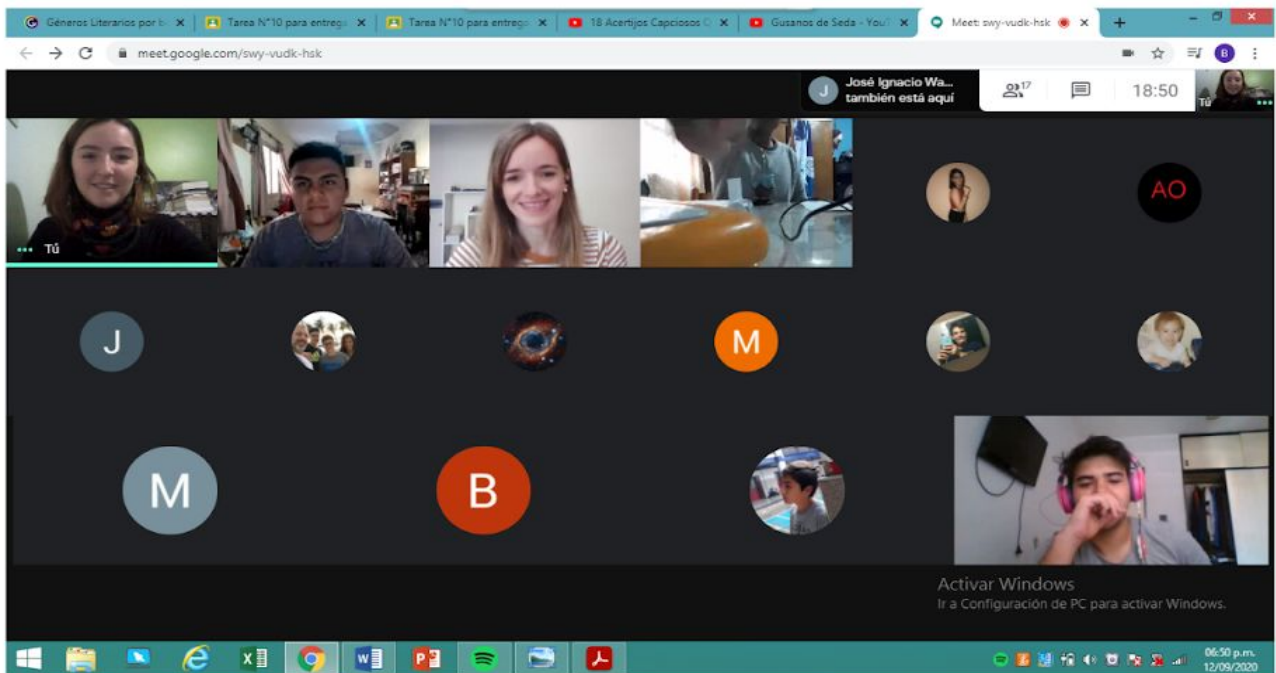 Géneros Literarios por b
Tarea N°10 para entrega
Tarea N°10 para entrega
18 Acertijos Capciosos
Gusanos de Seda - You
Meet: swy-vudk-hsk
meet.google.com/swy-vudk-hsk
B
J
José Ignacio Wa...
también está aquí
17
18:50
Tú
Tú
AO
J
M
M
B
Activar Windows
Ir a Configuración de PC para activar Windows.
06:50 p.m.
12/09/2020